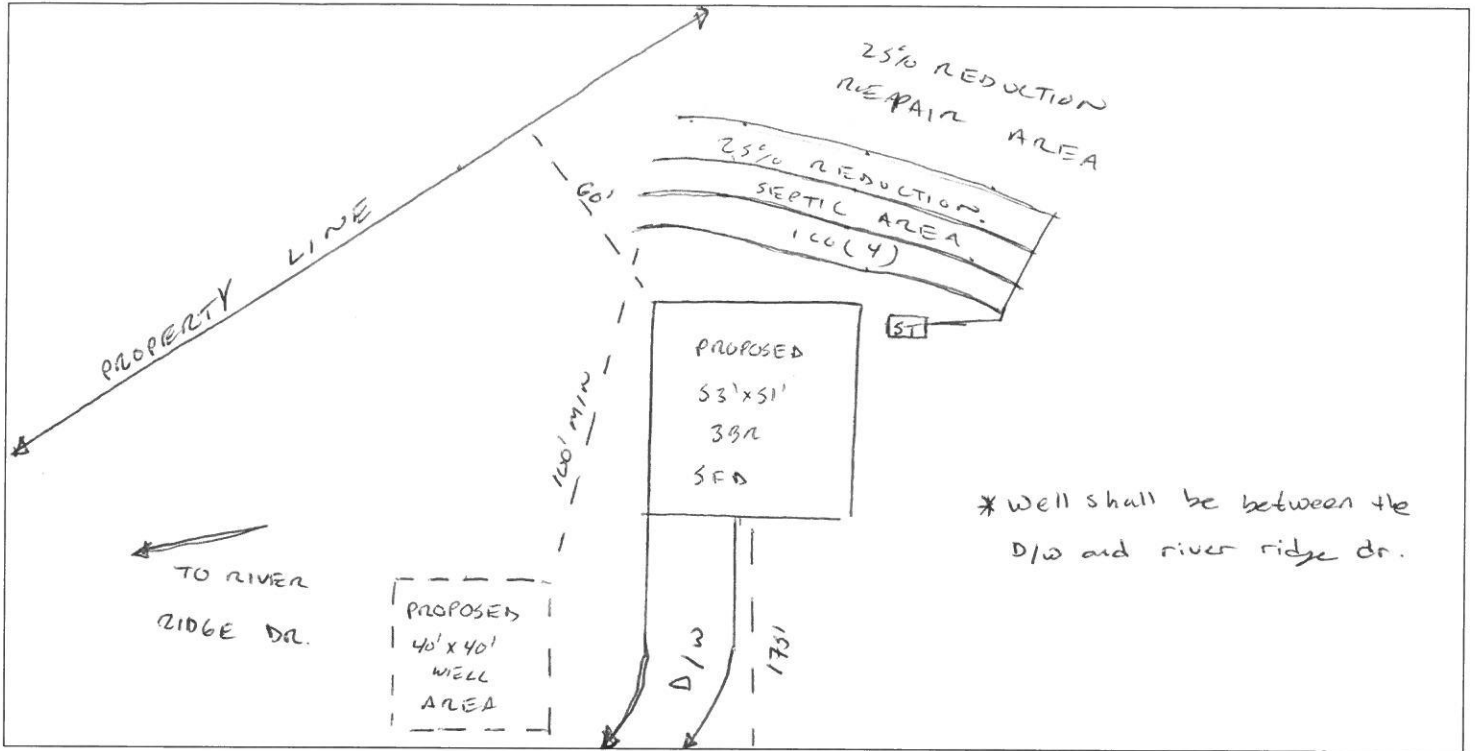 25% REDUCTION
REAPAIR AREA
25% REDUCTION.
SEPTIC AREA
100(4)
60'
PROPERTY LINE
ST
PROPOSED
53'x51'
3BR
SFD
100' MIN
* Well shall be between the
D/W and river ridge dr.
TO RIVER
RIDGE DR.
PROPOSED
40'x40'
WELL
AREA
D/W
175'